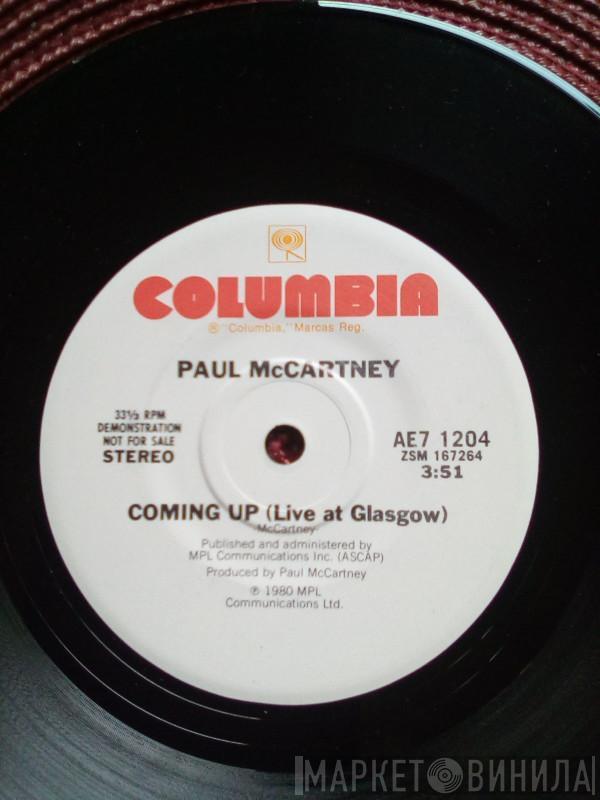 COLUMBIA
® "Columbia," Marcas Reg.
PAUL McCARTNEY
33⅓ RPM
DEMONSTRATION
NOT FOR SALE
STEREO
AE7 1204
ZSM 167264
3:51
COMING UP (Live at Glasgow)
-McCartney-
Published and administered by
MPL Communications Inc. (ASCAP)
Produced by Paul McCartney
℗ 1980 MPL
Communications Ltd.
МАРКЕТ ВИНИЛА